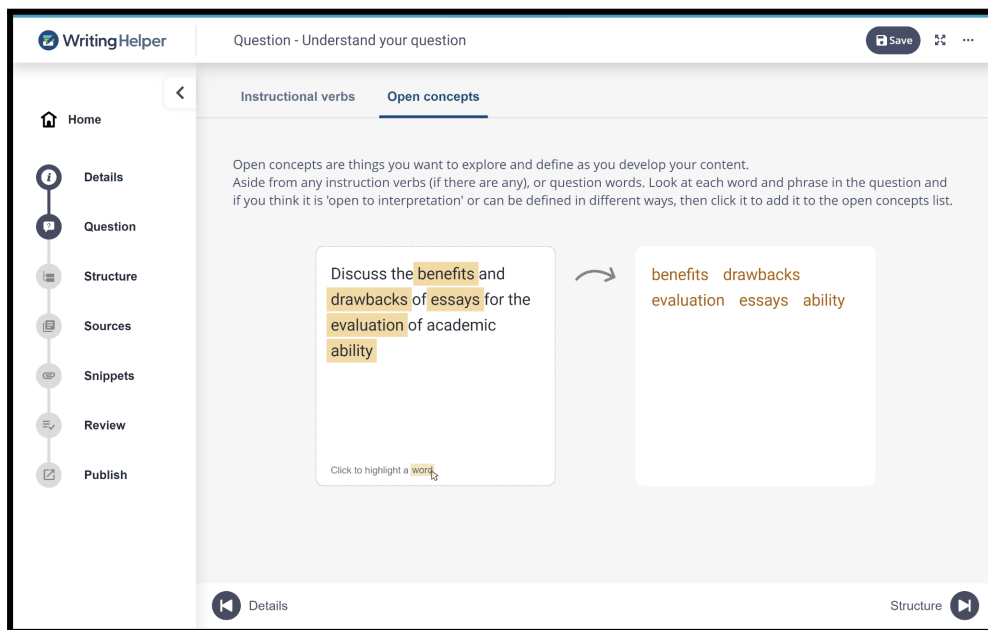 WritingHelper
Question - Understand your question
Save
Instructional verbs
Open concepts
Home
Details
Question
Structure
Sources
Snippets
Review
Publish
Open concepts are things you want to explore and define as you develop your content.
Aside from any instruction verbs (if there are any), or question words. Look at each word and phrase in the question and
if you think it is 'open to interpretation' or can be defined in different ways, then click it to add it to the open concepts list.
Discuss the benefits and
drawbacks of essays for the
evaluation of academic
ability
Click to highlight a word
benefits drawbacks
evaluation essays ability
Details
Structure